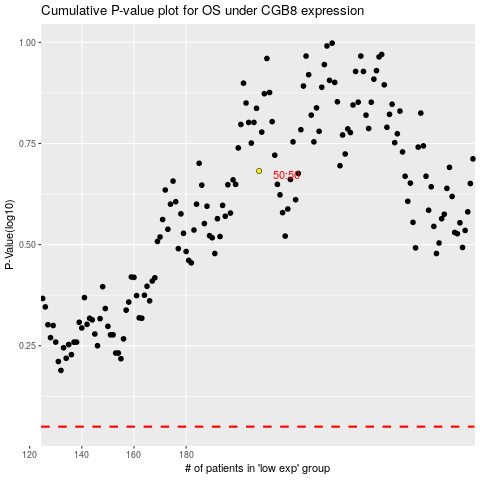 Cumulative P-value plot for OS under CGB8 expression
P-Value(log10)
1.00
0.75
0.50
0.25
50:50
120 140 160 180
# of patients in 'low exp' group